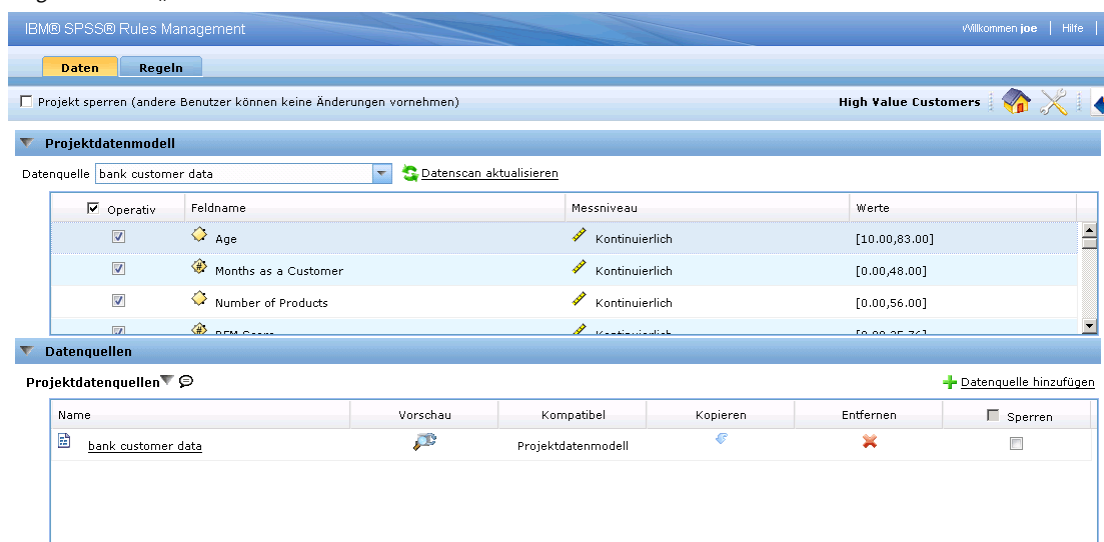 IBM® SPSS® Rules Management Willkommen joe | Hilfe |
Daten Regeln
Projekt sperren (andere Benutzer können keine Änderungen vornehmen) High Value Customers
Projektdatenmodell
Datenquelle bank customer data Datenscan aktualisieren
Operativ Feldname Messniveau Werte
Age Kontinuierlich [10.00,83.00]
Months as a Customer Kontinuierlich [0.00,48.00]
Number of Products Kontinuierlich [0.00,56.00]
RFM Score Kontinuierlich
Datenquellen
Projektdatenquellen Datenquelle hinzufügen
Name Vorschau Kompatibel Kopieren Entfernen Sperren
bank customer data Projektdatenmodell